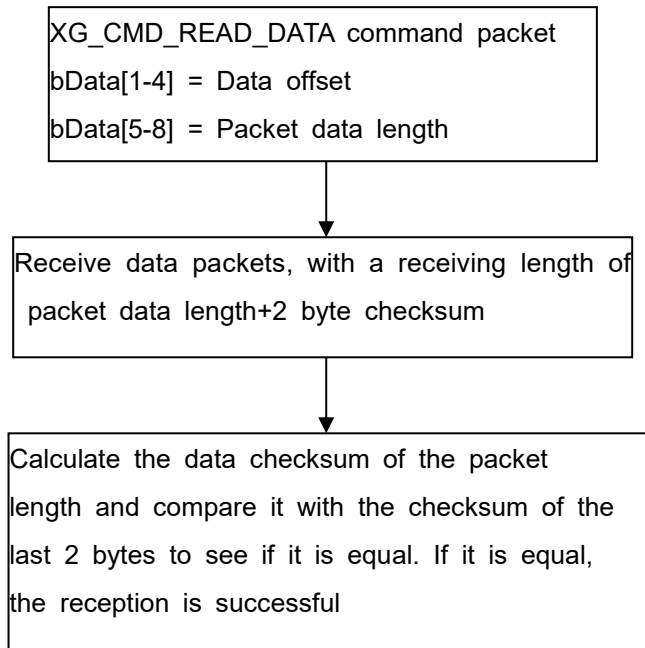 XG_CMD_READ_DATA command packet
bData[1-4] = Data offset
bData[5-8] = Packet data length
Receive data packets, with a receiving length of
packet data length+2 byte checksum
Calculate the data checksum of the packet
length and compare it with the checksum of the
last 2 bytes to see if it is equal. If it is equal,
the reception is successful